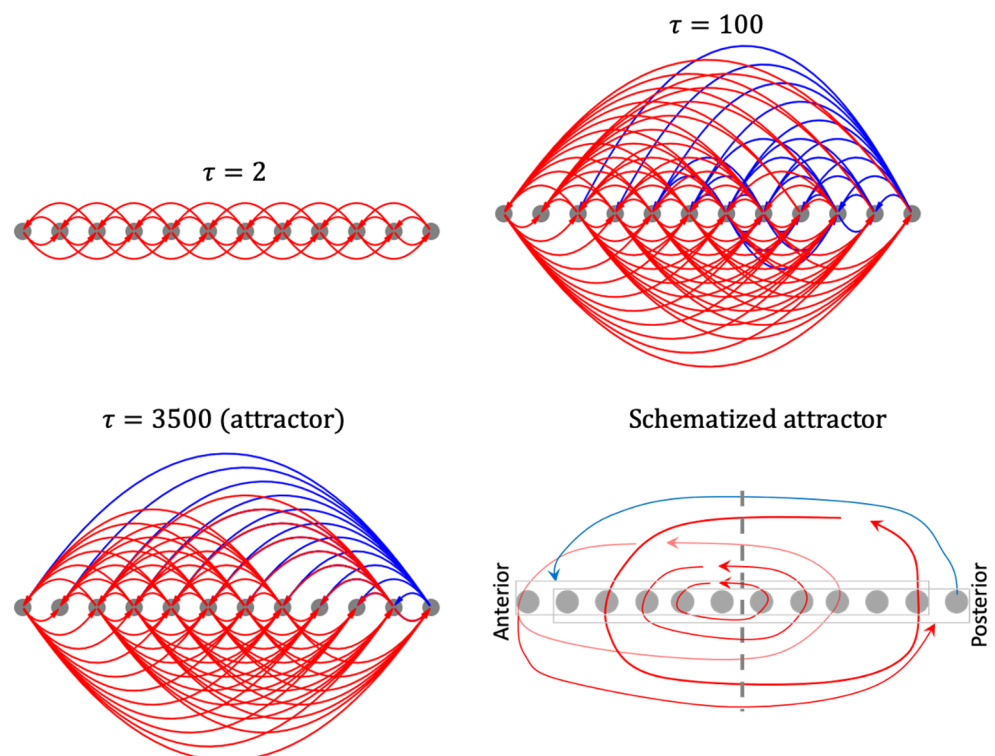 τ = 100
τ = 2
τ = 3500 (attractor)
Schematized attractor
Anterior
Posterior